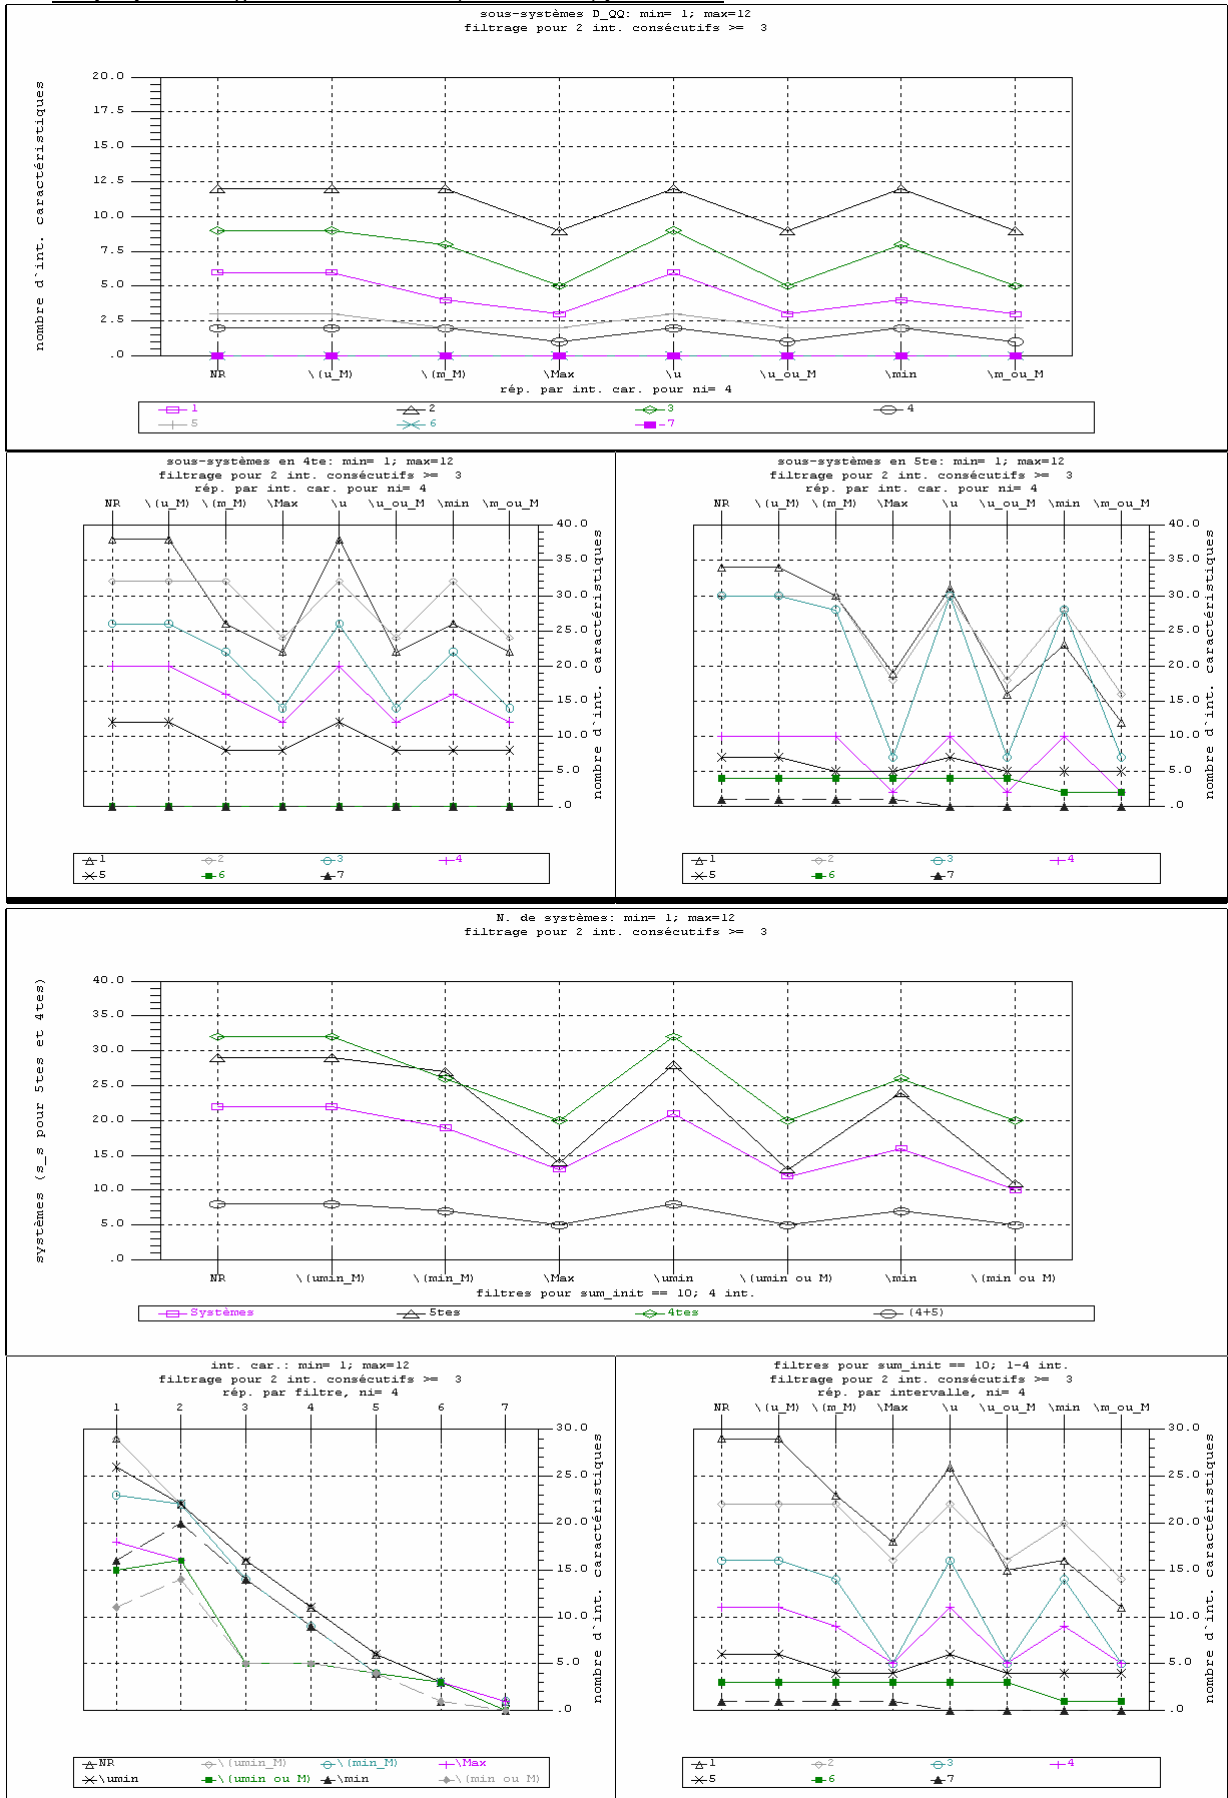 sous-systèmes D_QQ: min= 1; max=12
filtrage pour 2 int. consécutifs >= 3
nombre d`int. caractéristiques
20.0
17.5
15.0
12.5
10.0
7.5
5.0
2.5
.0
NR \(u_M) \(m_M) \Max \u \u_ou_M \min \m_ou_M
rép. par int. car. pour ni= 4
1 2 3 4
5 6 7
sous-systèmes en 4te: min= 1; max=12
filtrage pour 2 int. consécutifs >= 3
rép. par int. car. pour ni= 4
NR \(u_M) \(m_M) \Max \u \u_ou_M \min \m_ou_M
40.0
35.0
30.0
25.0
20.0
15.0
10.0
5.0
.0
nombre d`int. caractéristiques
1 2 3 4
5 6 7
sous-systèmes en 5te: min= 1; max=12
filtrage pour 2 int. consécutifs >= 3
rép. par int. car. pour ni= 4
NR \(u_M) \(m_M) \Max \u \u_ou_M \min \m_ou_M
40.0
35.0
30.0
25.0
20.0
15.0
10.0
5.0
.0
nombre d`int. caractéristiques
1 2 3 4
5 6 7
N. de systèmes: min= 1; max=12
filtrage pour 2 int. consécutifs >= 3
systèmes (s_s pour 5tes et 4tes)
40.0
35.0
30.0
25.0
20.0
15.0
10.0
5.0
.0
NR \(umin_M) \(min_M) \Max \umin \(umin ou M) \min \(min ou M)
filtres pour sum_init == 10; 4 int.
Systèmes 5tes 4tes (4+5)
int. car.: min= 1; max=12
filtrage pour 2 int. consécutifs >= 3
rép. par filtre, ni= 4
1 2 3 4 5 6 7
30.0
25.0
20.0
15.0
10.0
5.0
.0
nombre d`int. caractéristiques
NR \(umin_M) \(min_M) \Max
\umin \(umin ou M) \min \(min ou M)
filtres pour sum_init == 10; 1-4 int.
filtrage pour 2 int. consécutifs >= 3
rép. par intervalle, ni= 4
NR \(u_M) \(m_M) \Max \u \u_ou_M \min \m_ou_M
30.0
25.0
20.0
15.0
10.0
5.0
.0
nombre d`int. caractéristiques
1 2 3 4
5 6 7